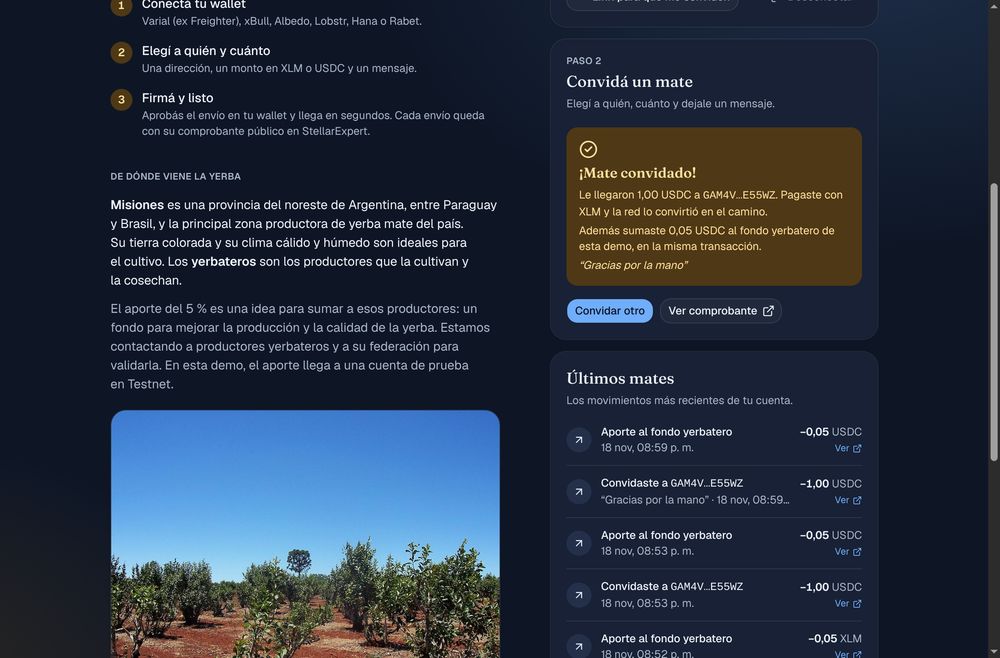 1
Conectá tu wallet
Varial (ex Freighter), xBull, Albedo, Lobstr, Hana o Rabet.
2
Elegí a quién y cuánto
Una dirección, un monto en XLM o USDC y un mensaje.
3
Firmá y listo
Aprobás el envío en tu wallet y llega en segundos. Cada envío queda
con su comprobante público en StellarExpert.
DE DÓNDE VIENE LA YERBA
Misiones es una provincia del noreste de Argentina, entre Paraguay
y Brasil, y la principal zona productora de yerba mate del país.
Su tierra colorada y su clima cálido y húmedo son ideales para
el cultivo. Los yerbateros son los productores que la cultivan y
la cosechan.
El aporte del 5 % es una idea para sumar a esos productores: un
fondo para mejorar la producción y la calidad de la yerba. Estamos
contactando a productores yerbateros y a su federación para
validarla. En esta demo, el aporte llega a una cuenta de prueba
en Testnet.
PASO 2
Convidá un mate
Elegí a quién, cuánto y dejale un mensaje.
¡Mate convidado!
Le llegaron 1,00 USDC a GAM4V…E55WZ. Pagaste con
XLM y la red lo convirtió en el camino.
Además sumaste 0,05 USDC al fondo yerbatero de
esta demo, en la misma transacción.
“Gracias por la mano”
Convidar otro
Ver comprobante
Últimos mates
Los movimientos más recientes de tu cuenta.
Aporte al fondo yerbatero
−0,05 USDC
18 nov, 08:59 p. m.
Ver
Convidaste a GAM4V…E55WZ
−1,00 USDC
“Gracias por la mano” · 18 nov, 08:59…
Ver
Aporte al fondo yerbatero
−0,05 USDC
18 nov, 08:53 p. m.
Ver
Convidaste a GAM4V…E55WZ
−1,00 USDC
18 nov, 08:53 p. m.
Ver
Aporte al fondo yerbatero
−0,05 XLM
18 nov, 08:52 p. m.
Ver